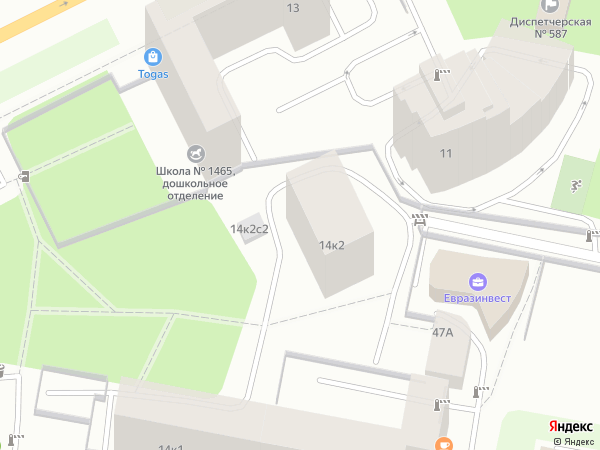 13
Диспетчерская
№ 587
Togas
11
Школа № 1465,
дошкольное
отделение
14к2с2
14к2
Евразинвест
47А
14к1
Яндекс
Яндекс